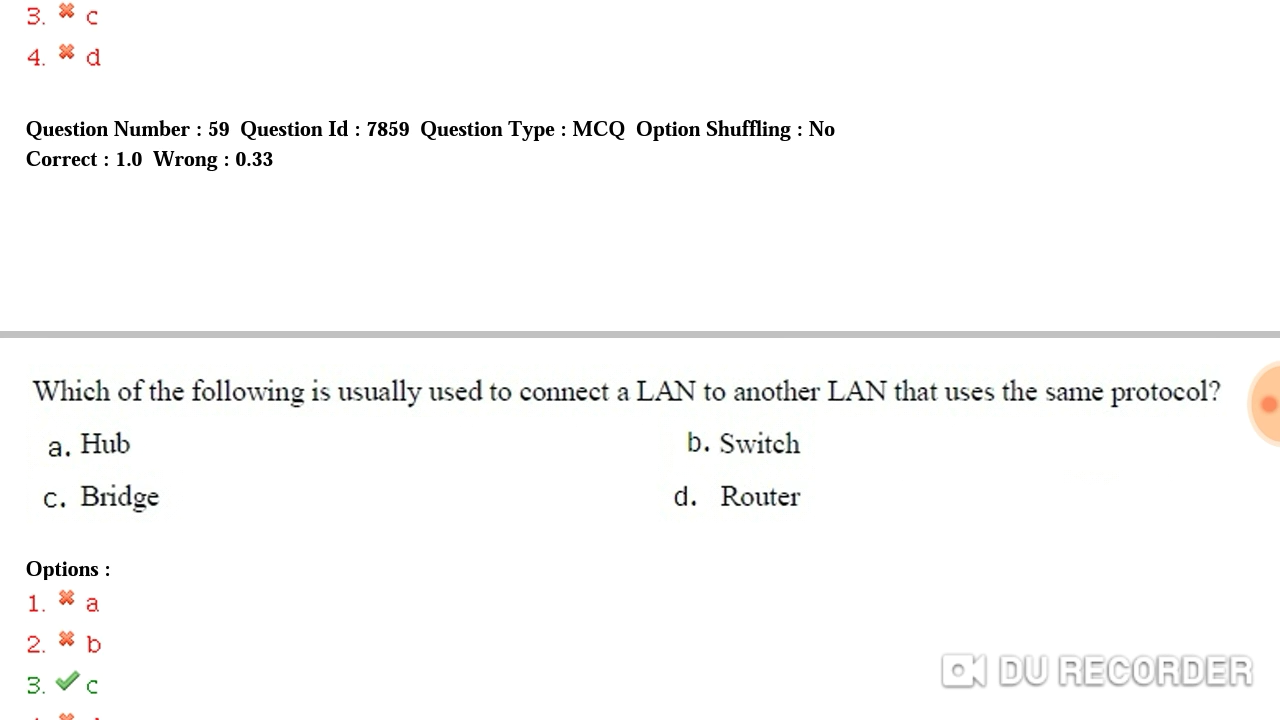 3. c
4. d
Question Number : 59 Question Id : 7859 Question Type : MCQ Option Shuffling : No
Correct : 1.0 Wrong : 0.33
Which of the following is usually used to connect a LAN to another LAN that uses the same protocol?
a. Hub b. Switch
c. Bridge d. Router
Options :
1. a
2. b
3. c
DU RECORDER